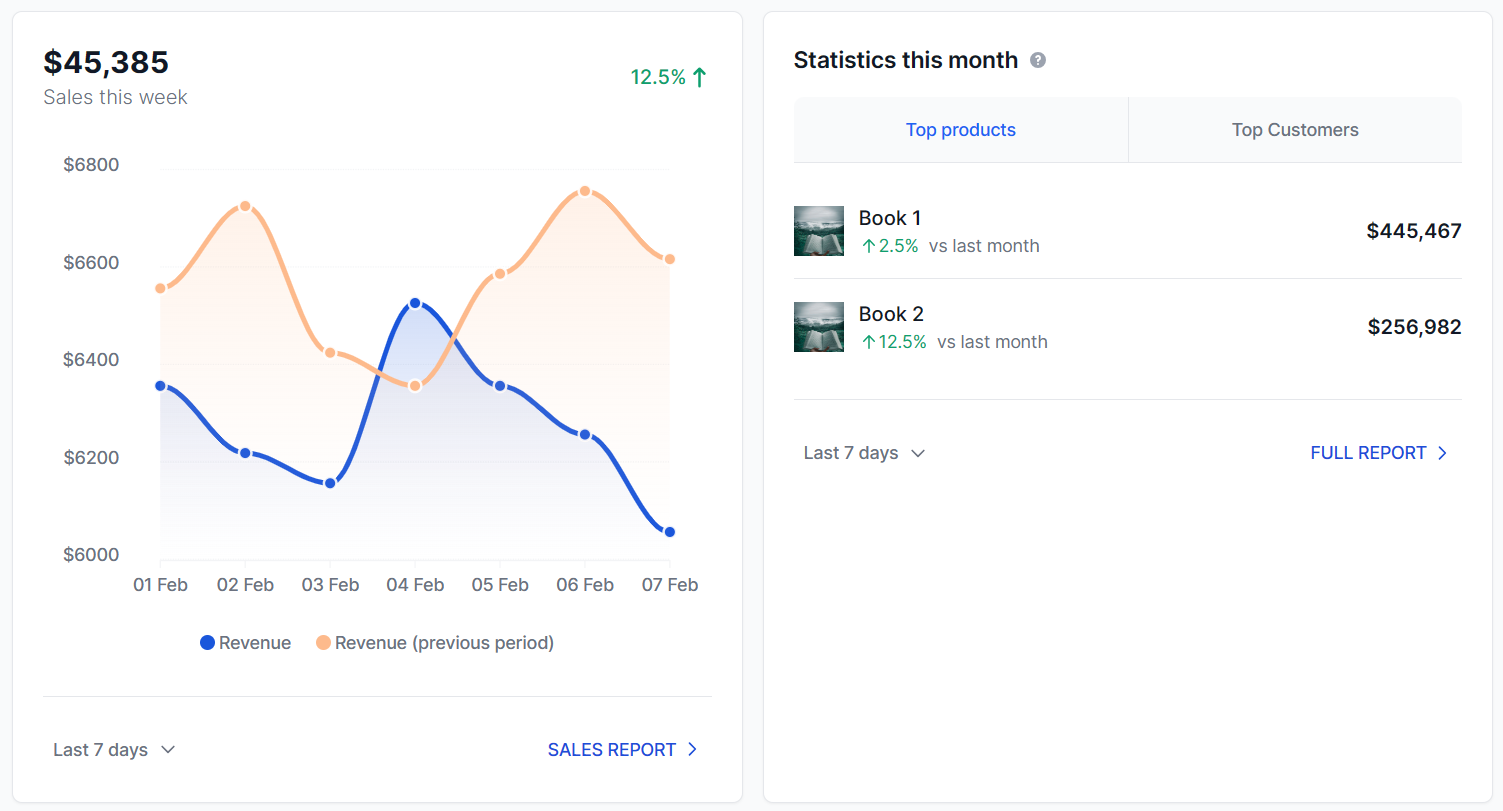 $45,385
Sales this week
12.5%
$6800
$6600
$6400
$6200
$6000
01 Feb 02 Feb 03 Feb 04 Feb 05 Feb 06 Feb 07 Feb
Revenue Revenue (previous period)
Last 7 days
SALES REPORT
Statistics this month ?
Top products Top Customers
Book 1
2.5% vs last month
$445,467
Book 2
12.5% vs last month
$256,982
Last 7 days
FULL REPORT